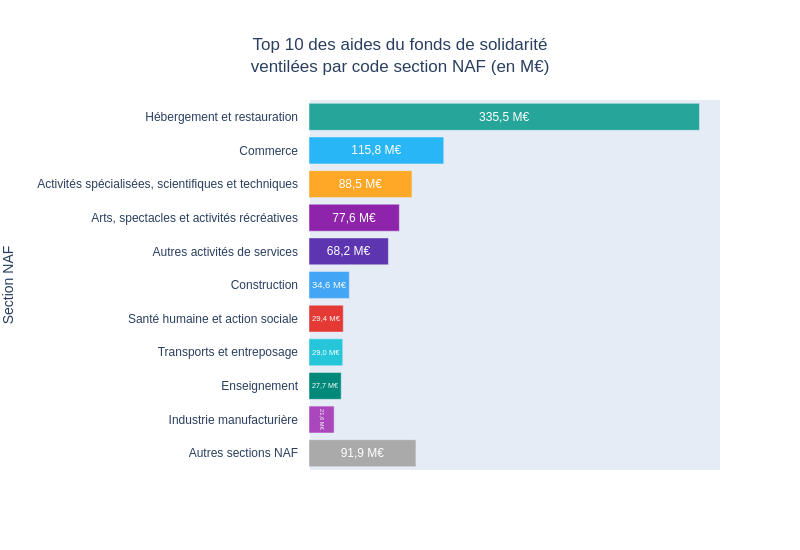 Top 10 des aides du fonds de solidarité
ventilées par code section NAF (en M€)
Section NAF
Hébergement et restauration 335,5 M€
Commerce 115,8 M€
Activités spécialisées, scientifiques et techniques 88,5 M€
Arts, spectacles et activités récréatives 77,6 M€
Autres activités de services 68,2 M€
Construction 34,6 M€
Santé humaine et action sociale 29,4 M€
Transports et entreposage 29,0 M€
Enseignement 27,7 M€
Industrie manufacturière
Autres sections NAF 91,9 M€